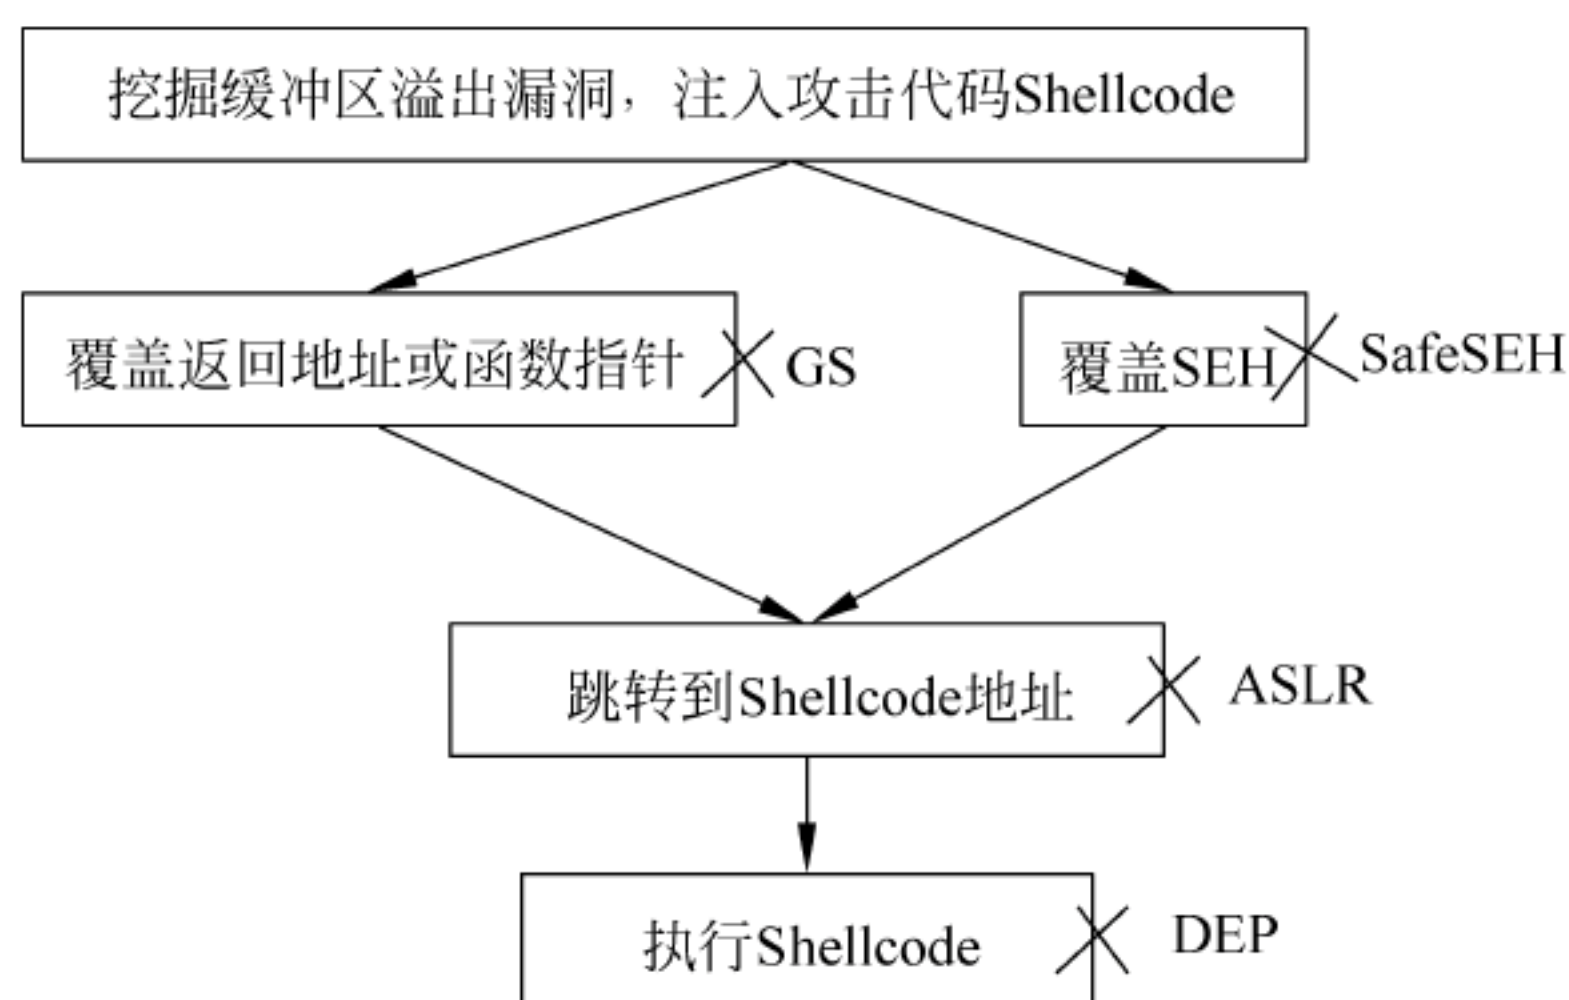 挖掘缓冲区溢出漏洞，注入攻击代码Shellcode
覆盖返回地址或函数指针
GS
覆盖SEH
SafeSEH
跳转到Shellcode地址
ASLR
执行Shellcode
DEP